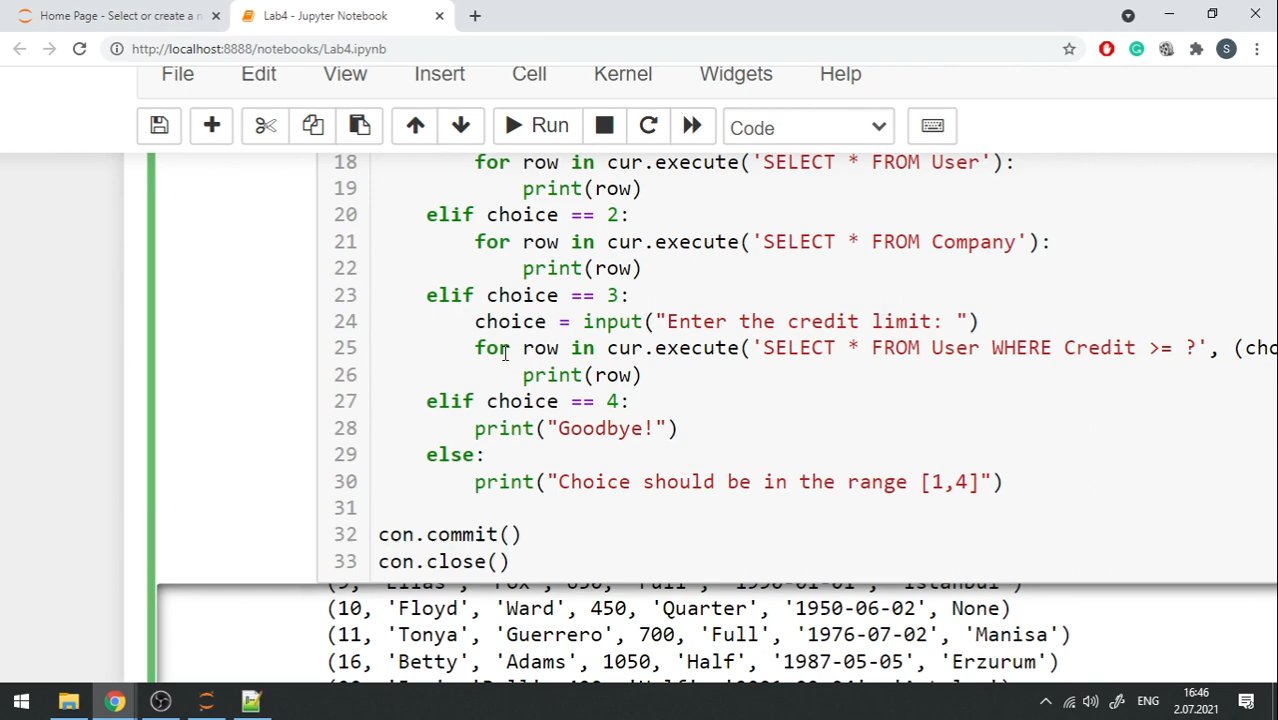 Home Page - Select or create a n
Lab4 - Jupyter Notebook
http://localhost:8888/notebooks/Lab4.ipynb
S
File Edit View Insert Cell Kernel Widgets Help
Run
Code
18 for row in cur.execute('SELECT * FROM User'):
19 print(row)
20 elif choice == 2:
21 for row in cur.execute('SELECT * FROM Company'):
22 print(row)
23 elif choice == 3:
24 choice = input("Enter the credit limit: ")
25 for row in cur.execute('SELECT * FROM User WHERE Credit >= ?', (cho
26 print(row)
27 elif choice == 4:
28 print("Goodbye!")
29 else:
30 print("Choice should be in the range [1,4]")
31
32 con.commit()
33 con.close()
(10, 'Floyd', 'Ward', 450, 'Quarter', '1950-06-02', None)
(11, 'Tonya', 'Guerrero', 700, 'Full', '1976-07-02', 'Manisa')
(16, 'Betty', 'Adams', 1050, 'Half', '1987-05-05', 'Erzurum')
ENG
16:46
2.07.2021